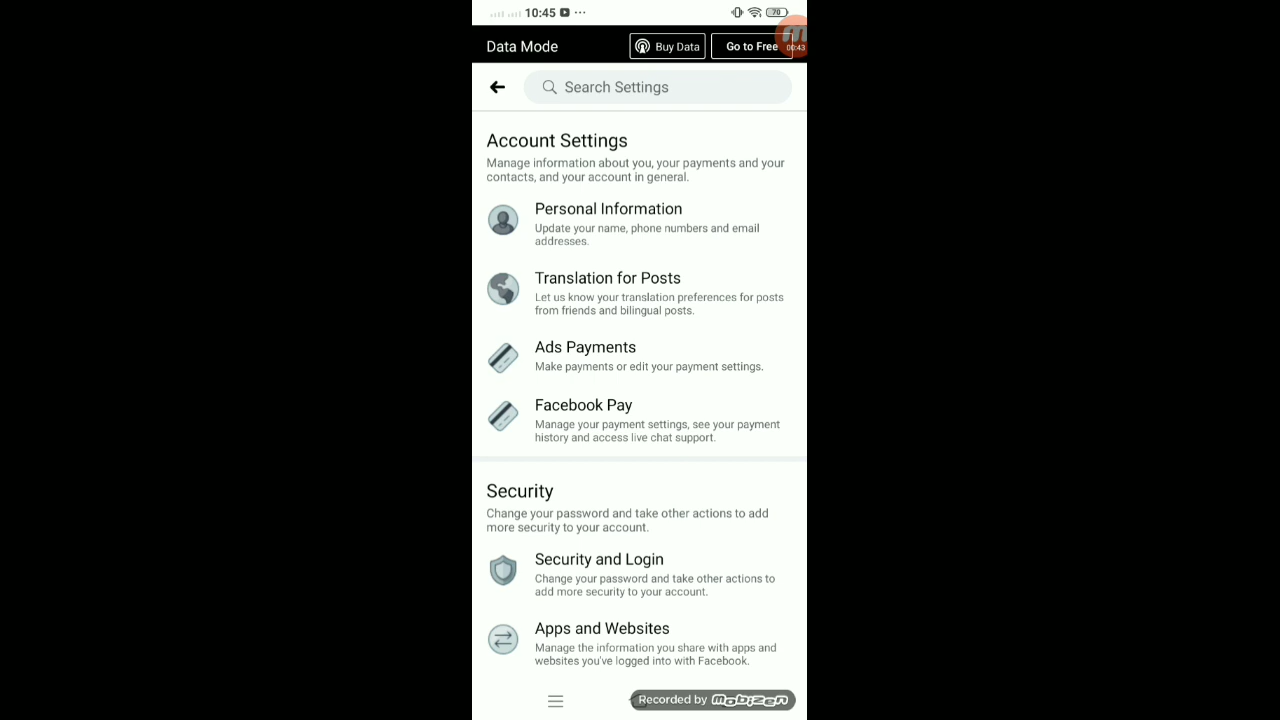 10:45
70
Data Mode
Buy Data
Go to Free
00:43
Search Settings
Account Settings
Manage information about you, your payments and your
contacts, and your account in general.
Personal Information
Update your name, phone numbers and email
addresses.
Translation for Posts
Let us know your translation preferences for posts
from friends and bilingual posts.
Ads Payments
Make payments or edit your payment settings.
Facebook Pay
Manage your payment settings, see your payment
history and access live chat support.
Security
Change your password and take other actions to add
more security to your account.
Security and Login
Change your password and take other actions to
add more security to your account.
Apps and Websites
Manage the information you share with apps and
websites you've logged into with Facebook.
Recorded by mobizen